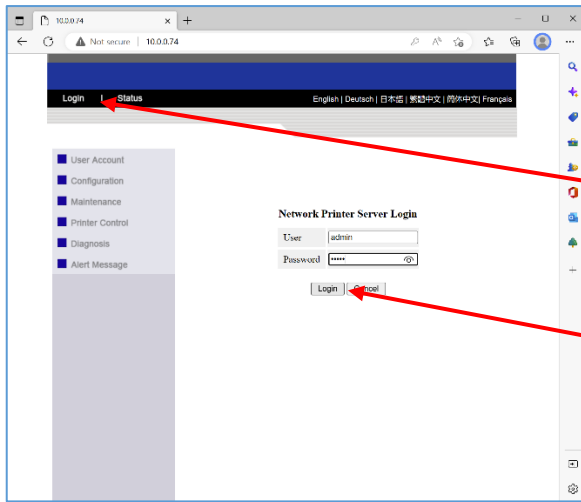 10.0.0.74
Not secure | 10.0.0.74
Login | Status
English | Deutsch | 日本語 | 繁體中文 | 简体中文| Français
User Account
Configuration
Maintenance
Printer Control
Diagnosis
Alert Message
Network Printer Server Login
User admin
Password •••••
Login Cancel